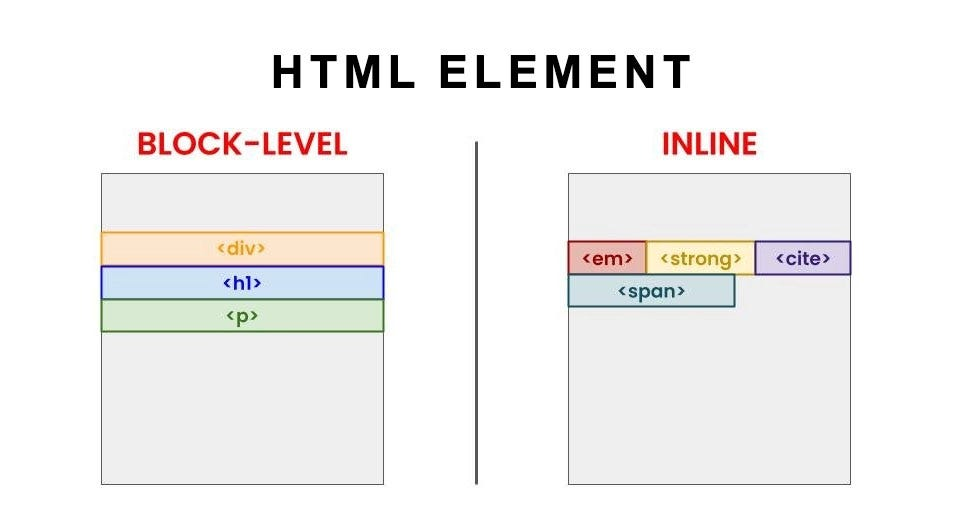 HTML ELEMENT
BLOCK-LEVEL
<div>
<h1>
<p>
INLINE
<em> <strong> <cite>
<span>